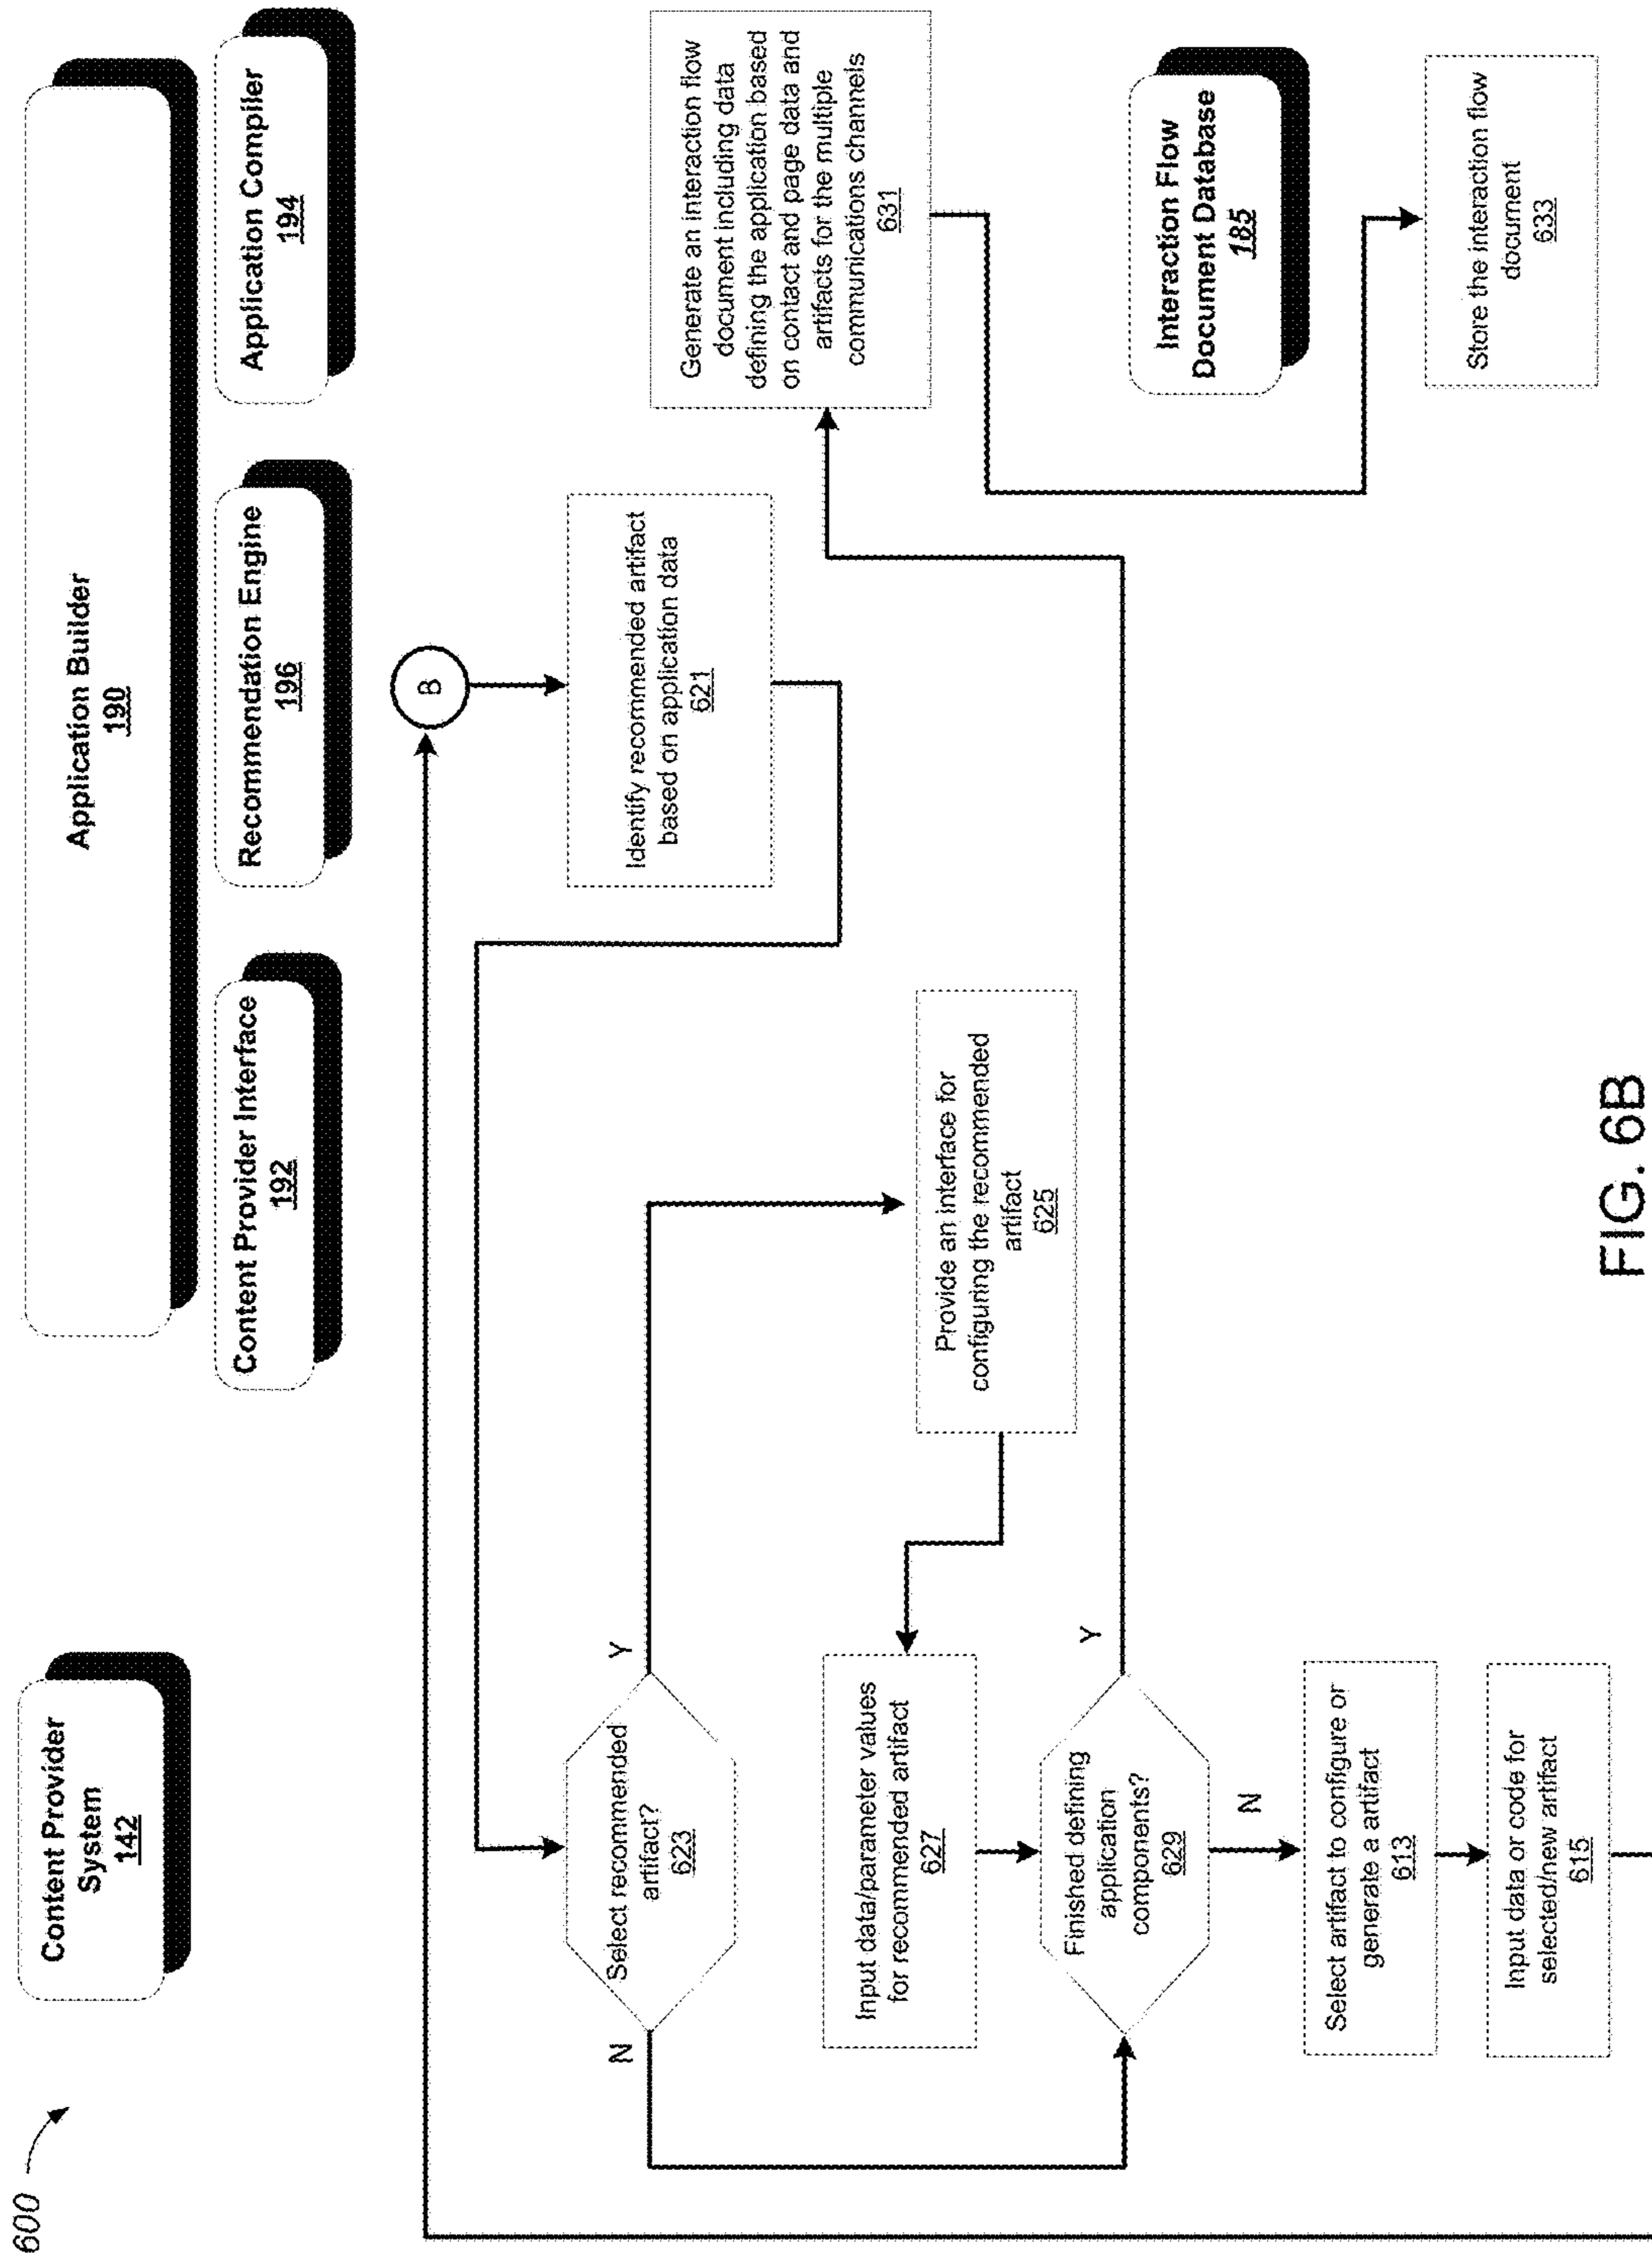 600
Content Provider
System
142
Application Builder
190
Content Provider Interface
192
Recommendation Engine
196
Application Compiler
194
B
Identify recommended artifact
based on application data
621
Select recommended
artifact?
623
Y
N
Provide an interface for
configuring the recommended
artifact
625
Input data/parameter values
for recommended artifact
627
Finished defining
application
components?
629
Y
N
Generate an interaction flow
document including data
defining the application based
on contact and page data and
artifacts for the multiple
communications channels
631
Select artifact to configure or
generate a artifact
613
Input data or code for
selected/new artifact
615
Interaction Flow
Document Database
185
Store the interaction flow
document
633
FIG. 6B